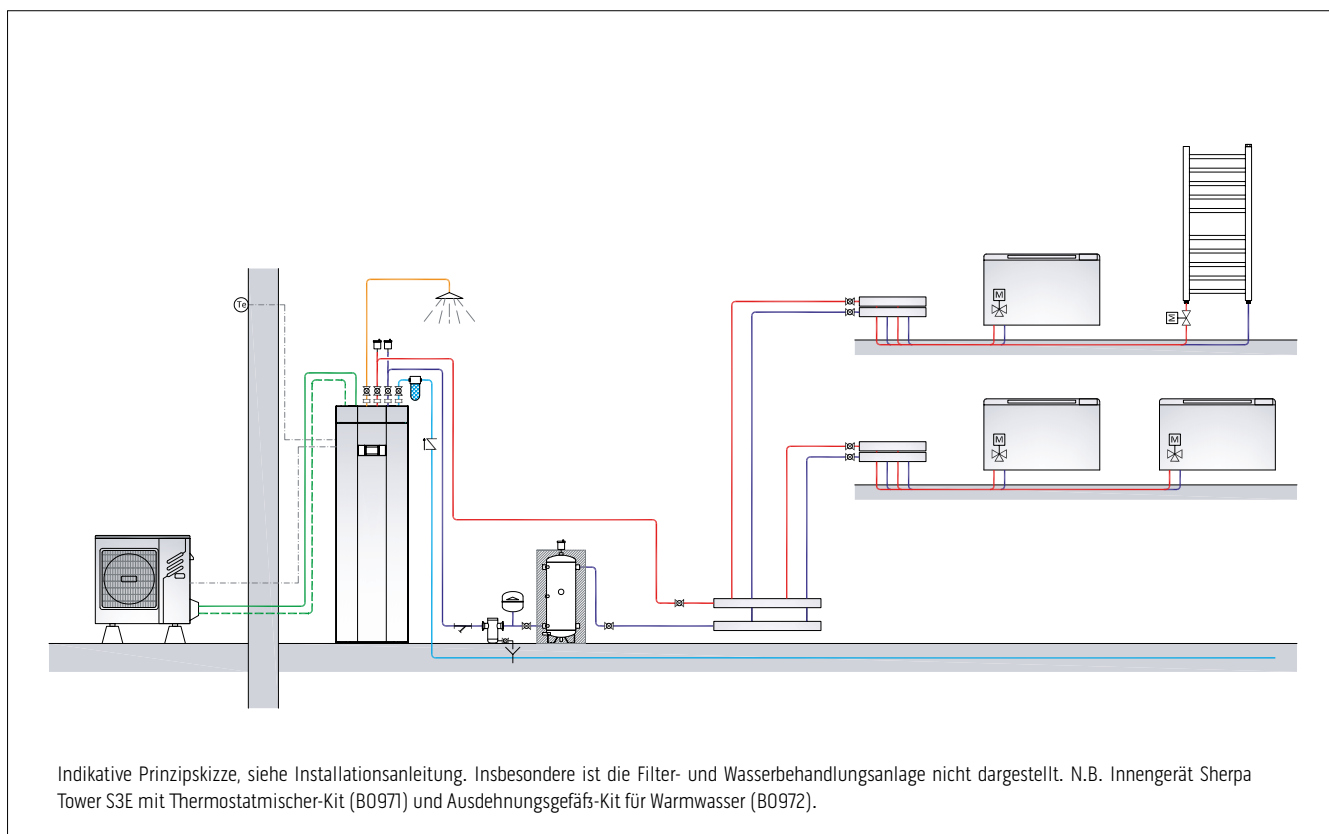 M
M
Te
M
M
Indikative Prinzipskizze, siehe Installationsanleitung. Insbesondere ist die Filter- und Wasserbehandlungsanlage nicht dargestellt. N.B. Innengerät Sherpa
Tower S3E mit Thermostatmischer-Kit (B0971) und Ausdehnungsgefäß-Kit für Warmwasser (B0972).